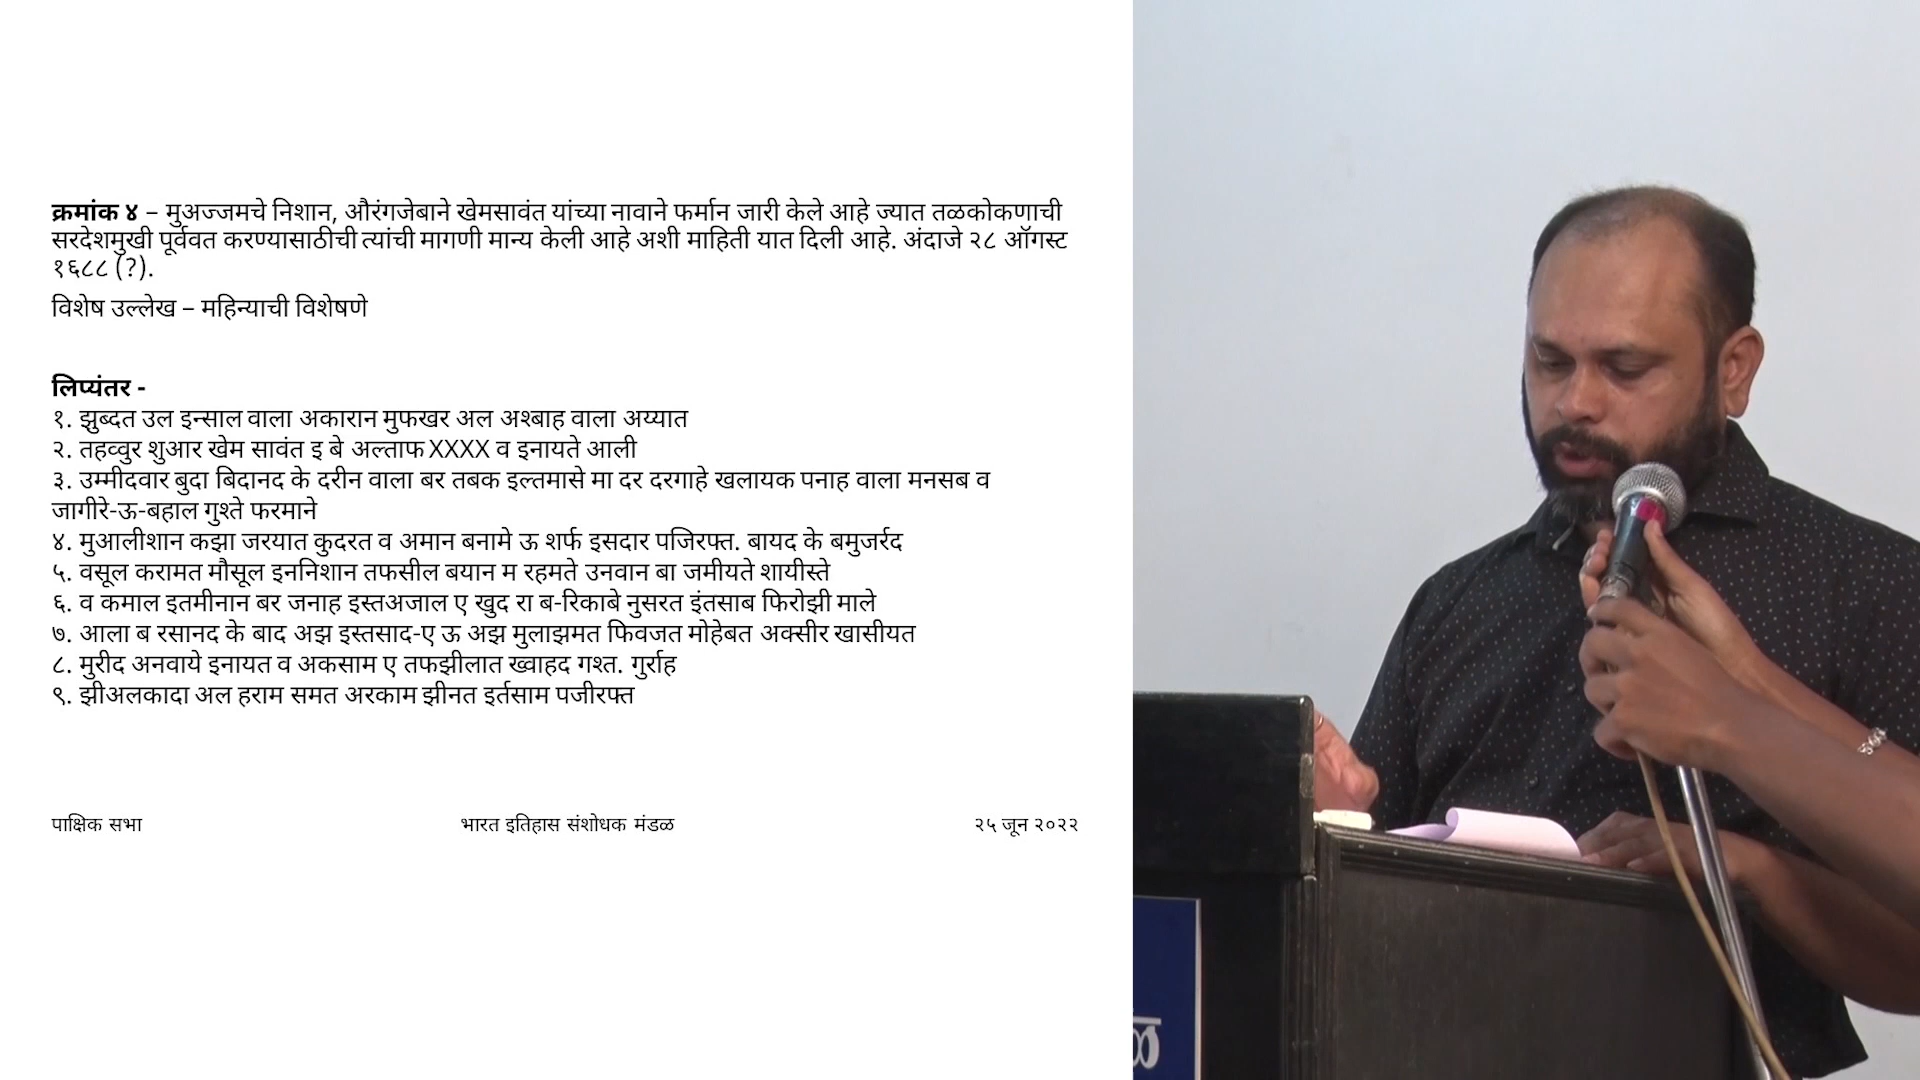 क्रमांक ४ – मुअज्जमचे निशान, औरंगजेबाने खेमसावंत यांच्या नावाने फर्मान जारी केले आहे ज्यात तळकोकणाची
सरदेशमुखी पूर्ववत करण्यासाठीची त्यांची मागणी मान्य केली आहे अशी माहिती यात दिली आहे. अंदाजे २८ ऑगस्ट
१६८८ (?).
विशेष उल्लेख – महिन्याची विशेषणे
लिप्यंतर -
१. झुब्दत उल इन्साल वाला अकारान मुफखर अल अश्बाह वाला अय्यात
२. तहव्वुर शुआर खेम सावंत इ बे अल्ताफ XXXX व इनायते आली
३. उम्मीदवार बुदा बिदानद के दरीन वाला बर तबक इल्तमासे मा दर दरगाहे खलायक पनाह वाला मनसब व
जागीरे-ऊ-बहाल गुश्ते फरमाने
४. मुआलीशान कझा जरयात कुदरत व अमान बनामे ऊ शर्फ इसदार पजिरफ्त. बायद के बमुजर्रद
५. वसूल करामत मौसूल इननिशान तफसील बयान म रहमते उनवान बा जमीयते शायीस्ते
६. व कमाल इतमीनान बर जनाह इस्तअजाल ए खुद रा ब-रिकाबे नुसरत इंतसाब फिरोझी माले
७. आला ब रसानद के बाद अझ इस्तसाद-ए ऊ अझ मुलाझमत फिवजत मोहेबत अक्सीर खासीयत
८. मुरीद अनवाये इनायत व अकसाम ए तफझीलात ख्वाहद गश्त. गुर्राह
९. झीअलकादा अल हराम समत अरकाम झीनत इर्तसाम पजीरफ्त
पाक्षिक सभा
भारत इतिहास संशोधक मंडळ
२५ जून २०२२